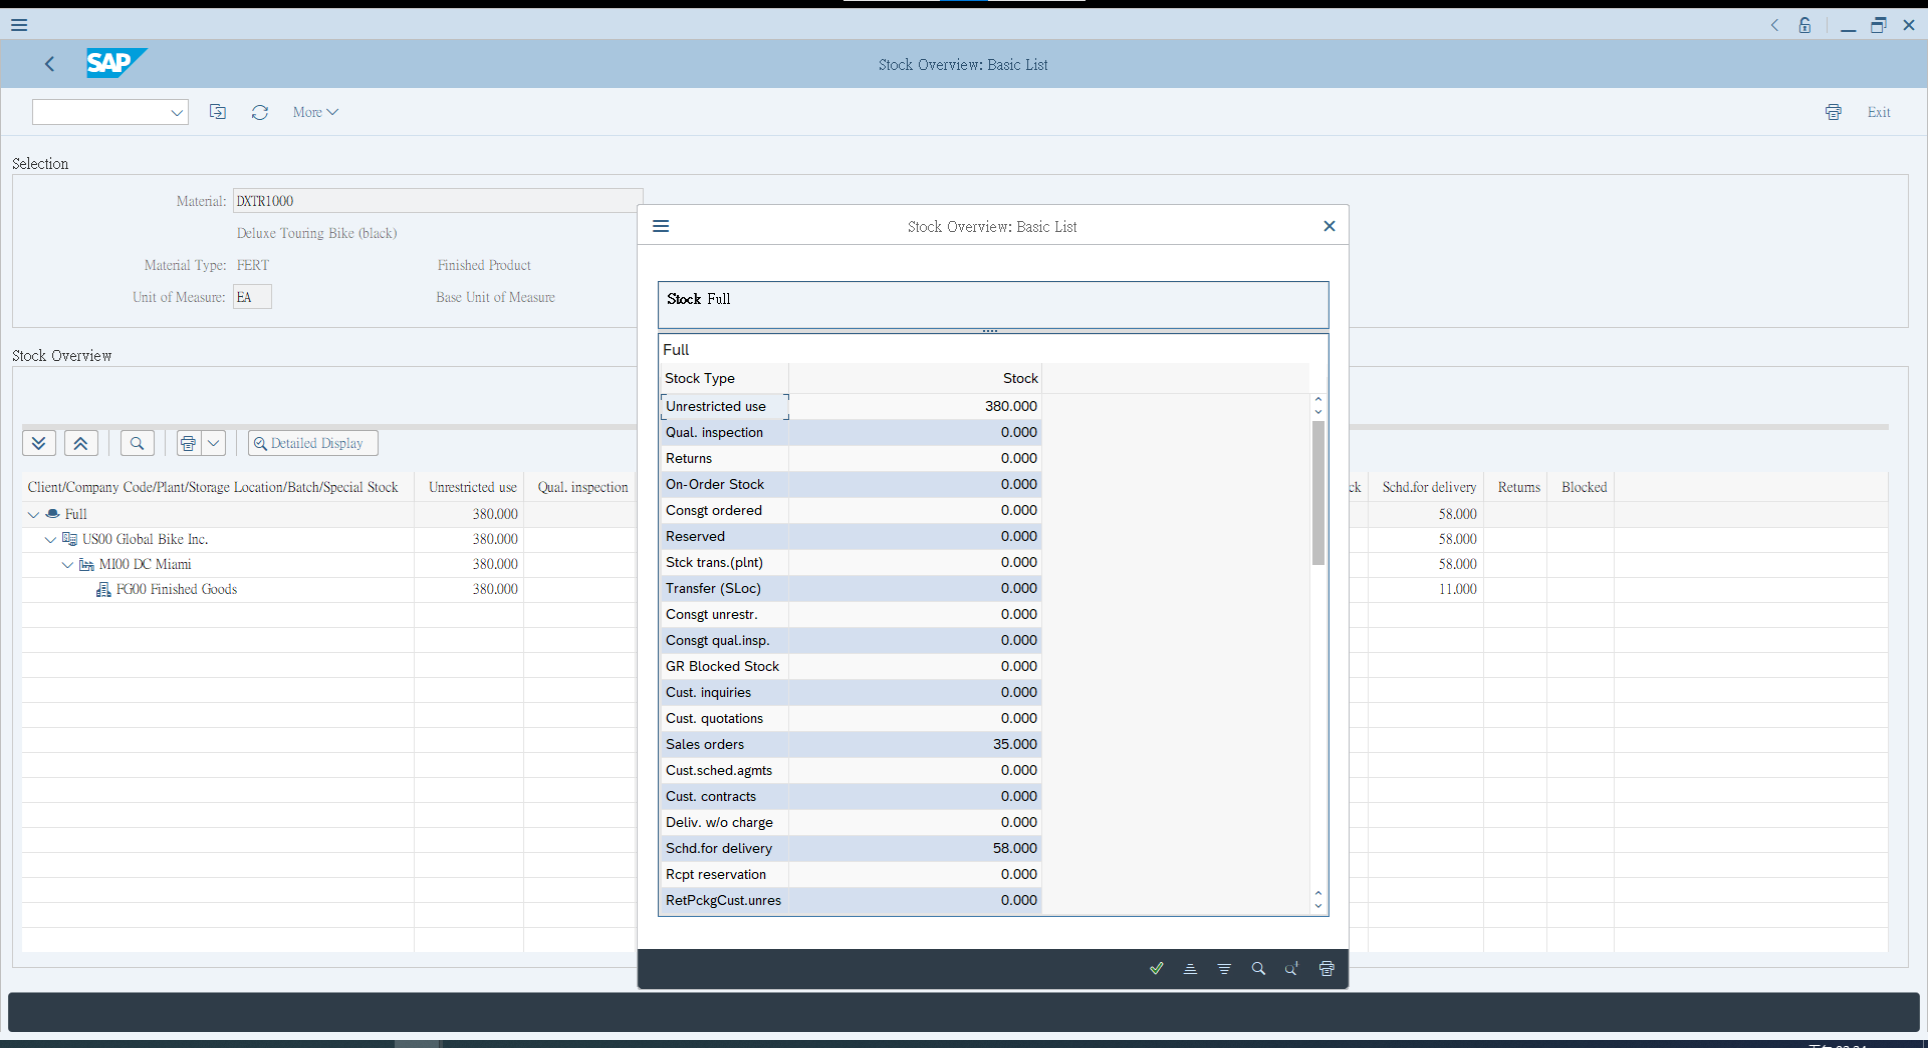 SAP
Stock Overview: Basic List
More
Exit
Selection
Material: DXTR1000
Deluxe Touring Bike (black)
Material Type: FERT Finished Product
Unit of Measure: EA Base Unit of Measure
Stock Overview
Detailed Display
Client/Company Code/Plant/Storage Location/Batch/Special Stock Unrestricted use Qual. inspection ck Schd.for delivery Returns Blocked
Full 380.000 58.000
US00 Global Bike Inc. 380.000 58.000
MI00 DC Miami 380.000 58.000
FG00 Finished Goods 380.000 11.000
Stock Overview: Basic List
Stock Full
Full
Stock Type Stock
Unrestricted use 380.000
Qual. inspection 0.000
Returns 0.000
On-Order Stock 0.000
Consgt ordered 0.000
Reserved 0.000
Stck trans.(plnt) 0.000
Transfer (SLoc) 0.000
Consgt unrestr. 0.000
Consgt qual.insp. 0.000
GR Blocked Stock 0.000
Cust. inquiries 0.000
Cust. quotations 0.000
Sales orders 35.000
Cust.sched.agmts 0.000
Cust. contracts 0.000
Deliv. w/o charge 0.000
Schd.for delivery 58.000
Rcpt reservation 0.000
RetPckgCust.unres 0.000